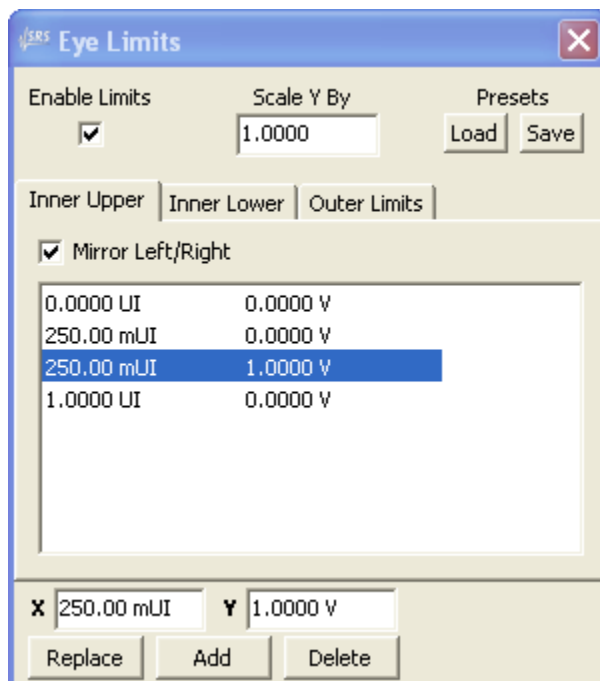 SRS Eye Limits
Enable Limits Scale Y By Presets
1.0000 Load Save
Inner Upper Inner Lower Outer Limits
Mirror Left/Right
0.0000 UI 0.0000 V
250.00 mUI 0.0000 V
250.00 mUI 1.0000 V
1.0000 UI 0.0000 V
X 250.00 mUI Y 1.0000 V
Replace Add Delete